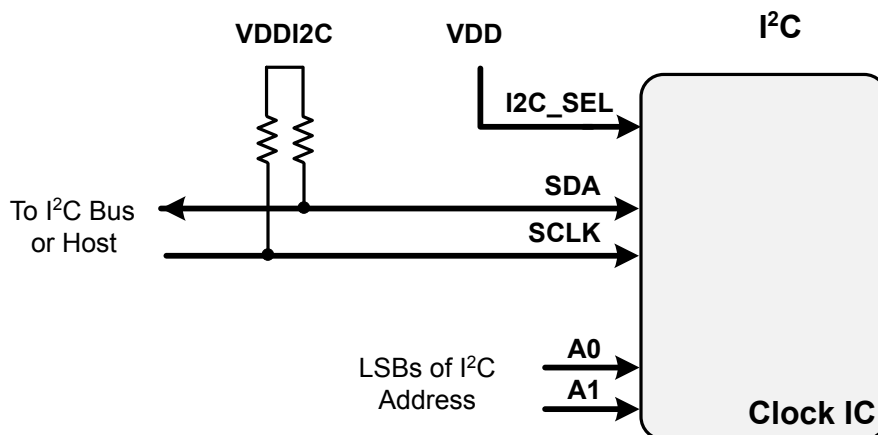 VDDI2C
VDD
I²C
I2C_SEL
SDA
To I²C Bus
or Host
SCLK
LSBs of I²C
Address
A0
A1
Clock IC